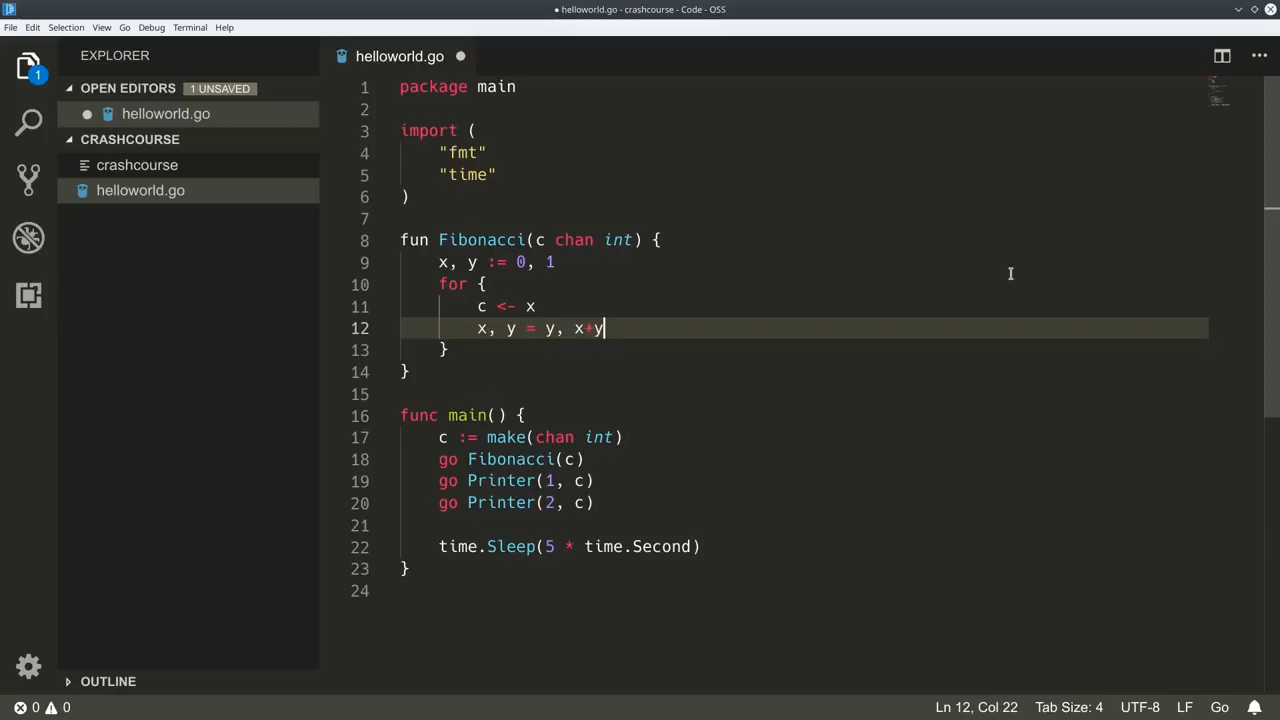 helloworld.go - crashcourse - Code - OSS
File Edit Selection View Go Debug Terminal Help
1
EXPLORER
OPEN EDITORS 1 UNSAVED
helloworld.go
CRASHCOURSE
crashcourse
helloworld.go
OUTLINE
helloworld.go
1 package main
2
3 import (
4 "fmt"
5 "time"
6 )
7
8 fun Fibonacci(c chan int) {
9 x, y := 0, 1
10 for {
11 c <- x
12 x, y = y, x+y
13 }
14 }
15
16 func main() {
17 c := make(chan int)
18 go Fibonacci(c)
19 go Printer(1, c)
20 go Printer(2, c)
21
22 time.Sleep(5 * time.Second)
23 }
24
0 0 Ln 12, Col 22 Tab Size: 4 UTF-8 LF Go